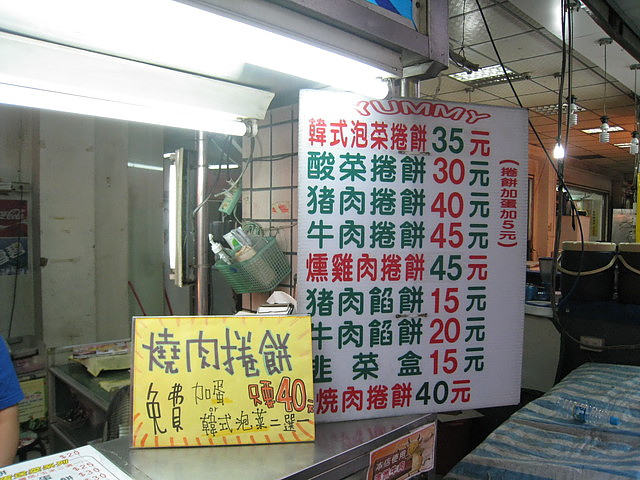 YUMMY
韓式泡菜捲餅35元
酸菜捲餅30元
豬肉捲餅40元
牛肉捲餅45元
燻雞肉捲餅45元
豬肉餡餅15元
牛肉餡餅20元
韭菜盒15元
燒肉捲餅40元
(捲餅加蛋加5元)
燒肉捲餅
免費
加蛋
韓式泡菜二選
只要40元
$20
$20